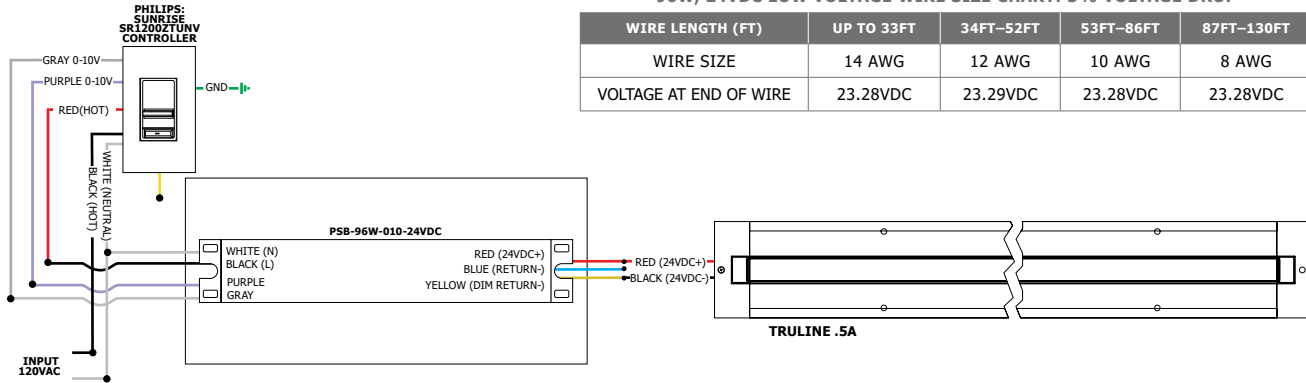 96W, 24VDC LOW VOLTAGE WIRE SIZE CHART: 3% VOLTAGE DROP
WIRE LENGTH (FT) UP TO 33FT 34FT–52FT 53FT–86FT 87FT–130FT
WIRE SIZE 14 AWG 12 AWG 10 AWG 8 AWG
VOLTAGE AT END OF WIRE 23.28VDC 23.29VDC 23.28VDC 23.28VDC
PHILIPS:
SUNRISE
SR1200ZTUNV
CONTROLLER
GRAY 0-10V
PURPLE 0-10V
RED(HOT)
GND
WHITE (NEUTRAL)
BLACK (HOT)
PSB-96W-010-24VDC
WHITE (N)
BLACK (L)
PURPLE
GRAY
RED (24VDC+)
BLUE (RETURN-)
YELLOW (DIM RETURN-)
RED (24VDC+)
BLACK (24VDC-)
TRULINE .5A
INPUT
120VAC